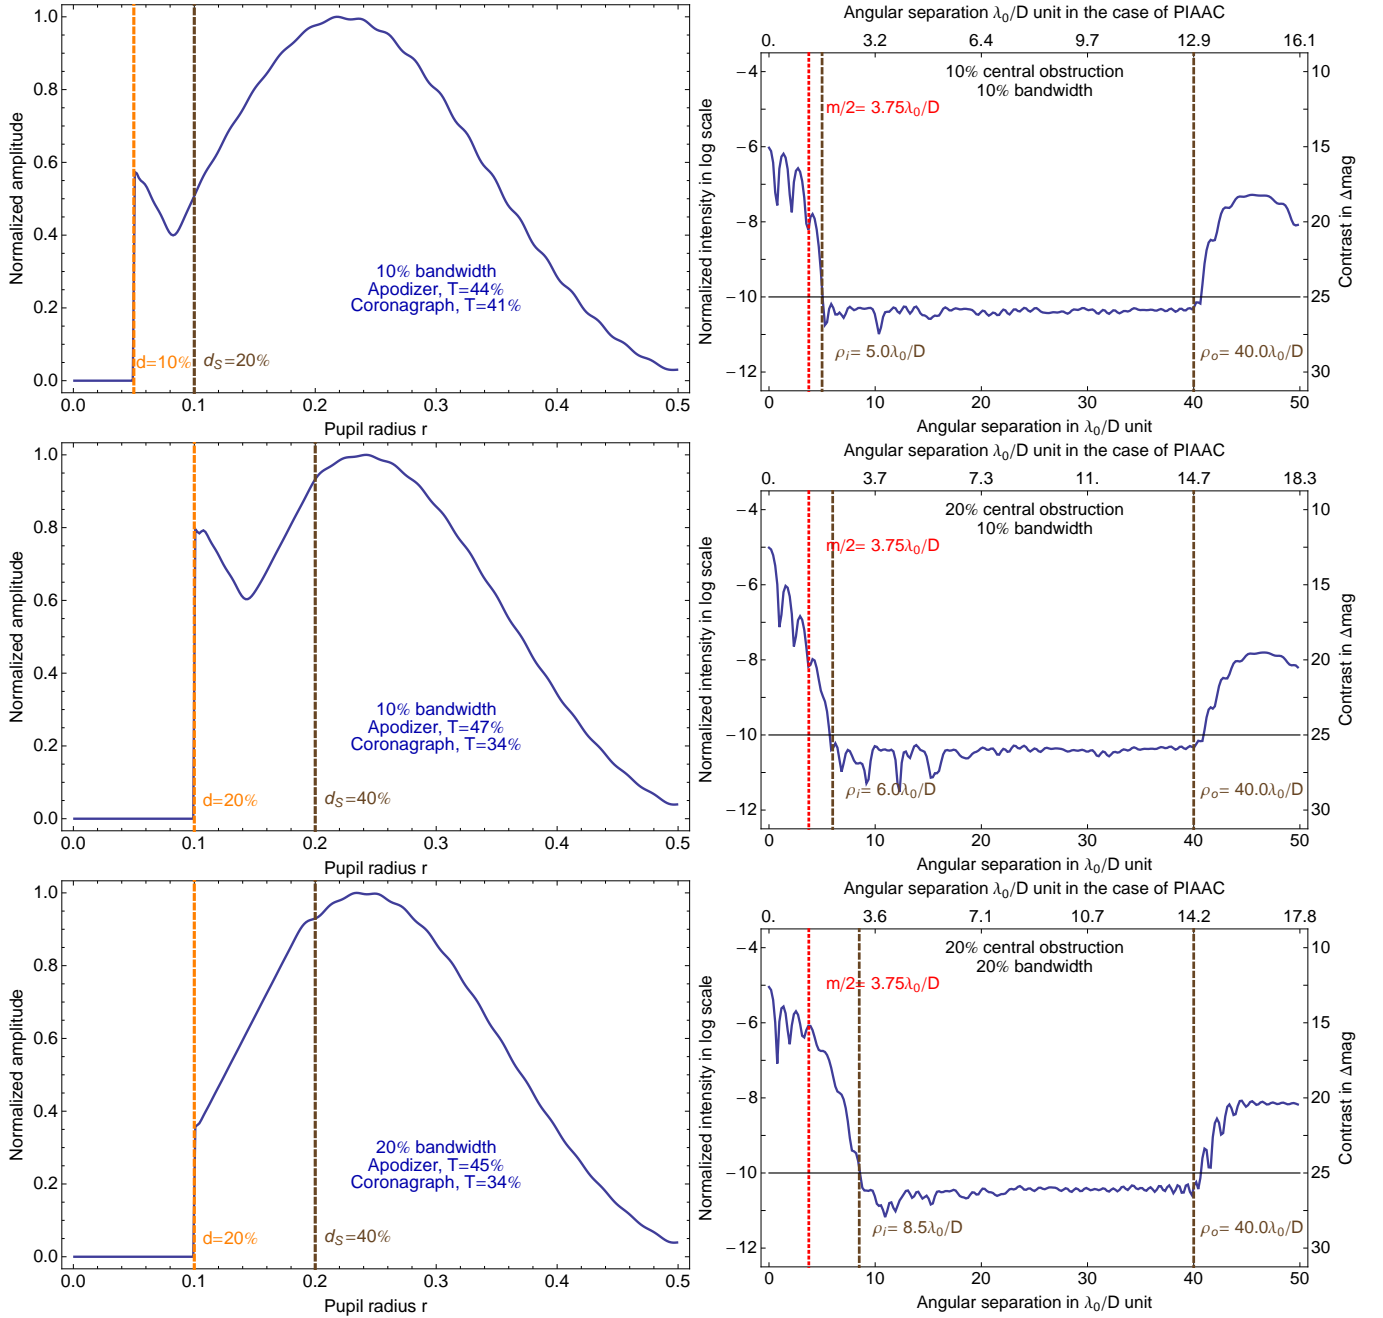 1.0
0.8
0.6
0.4
0.2
0.0
Normalized amplitude
10% bandwidth
Apodizer, T=44%
Coronagraph, T=41%
d=10%
d_S=20%
0.0 0.1 0.2 0.3 0.4 0.5
Pupil radius r
Angular separation λ₀/D unit in the case of PIAAC
0. 3.2 6.4 9.7 12.9 16.1
10% central obstruction
10% bandwidth
m/2= 3.75λ₀/D
Normalized intensity in log scale
−4
−6
−8
−10
−12
10
15
20
25
30
Contrast in Δmag
ρᵢ= 5.0λ₀/D
ρₒ= 40.0λ₀/D
0 10 20 30 40 50
Angular separation in λ₀/D unit
1.0
0.8
0.6
0.4
0.2
0.0
Normalized amplitude
10% bandwidth
Apodizer, T=47%
Coronagraph, T=34%
d=20%
d_S=40%
0.0 0.1 0.2 0.3 0.4 0.5
Pupil radius r
Angular separation λ₀/D unit in the case of PIAAC
0. 3.7 7.3 11. 14.7 18.3
20% central obstruction
10% bandwidth
m/2= 3.75λ₀/D
Normalized intensity in log scale
−4
−6
−8
−10
−12
10
15
20
25
30
Contrast in Δmag
ρᵢ= 6.0λ₀/D
ρₒ= 40.0λ₀/D
0 10 20 30 40 50
Angular separation in λ₀/D unit
1.0
0.8
0.6
0.4
0.2
0.0
Normalized amplitude
20% bandwidth
Apodizer, T=45%
Coronagraph, T=34%
d=20%
d_S=40%
0.0 0.1 0.2 0.3 0.4 0.5
Pupil radius r
Angular separation λ₀/D unit in the case of PIAAC
0. 3.6 7.1 10.7 14.2 17.8
20% central obstruction
20% bandwidth
m/2= 3.75λ₀/D
Normalized intensity in log scale
−4
−6
−8
−10
−12
10
15
20
25
30
Contrast in Δmag
ρᵢ= 8.5λ₀/D
ρₒ= 40.0λ₀/D
0 10 20 30 40 50
Angular separation in λ₀/D unit